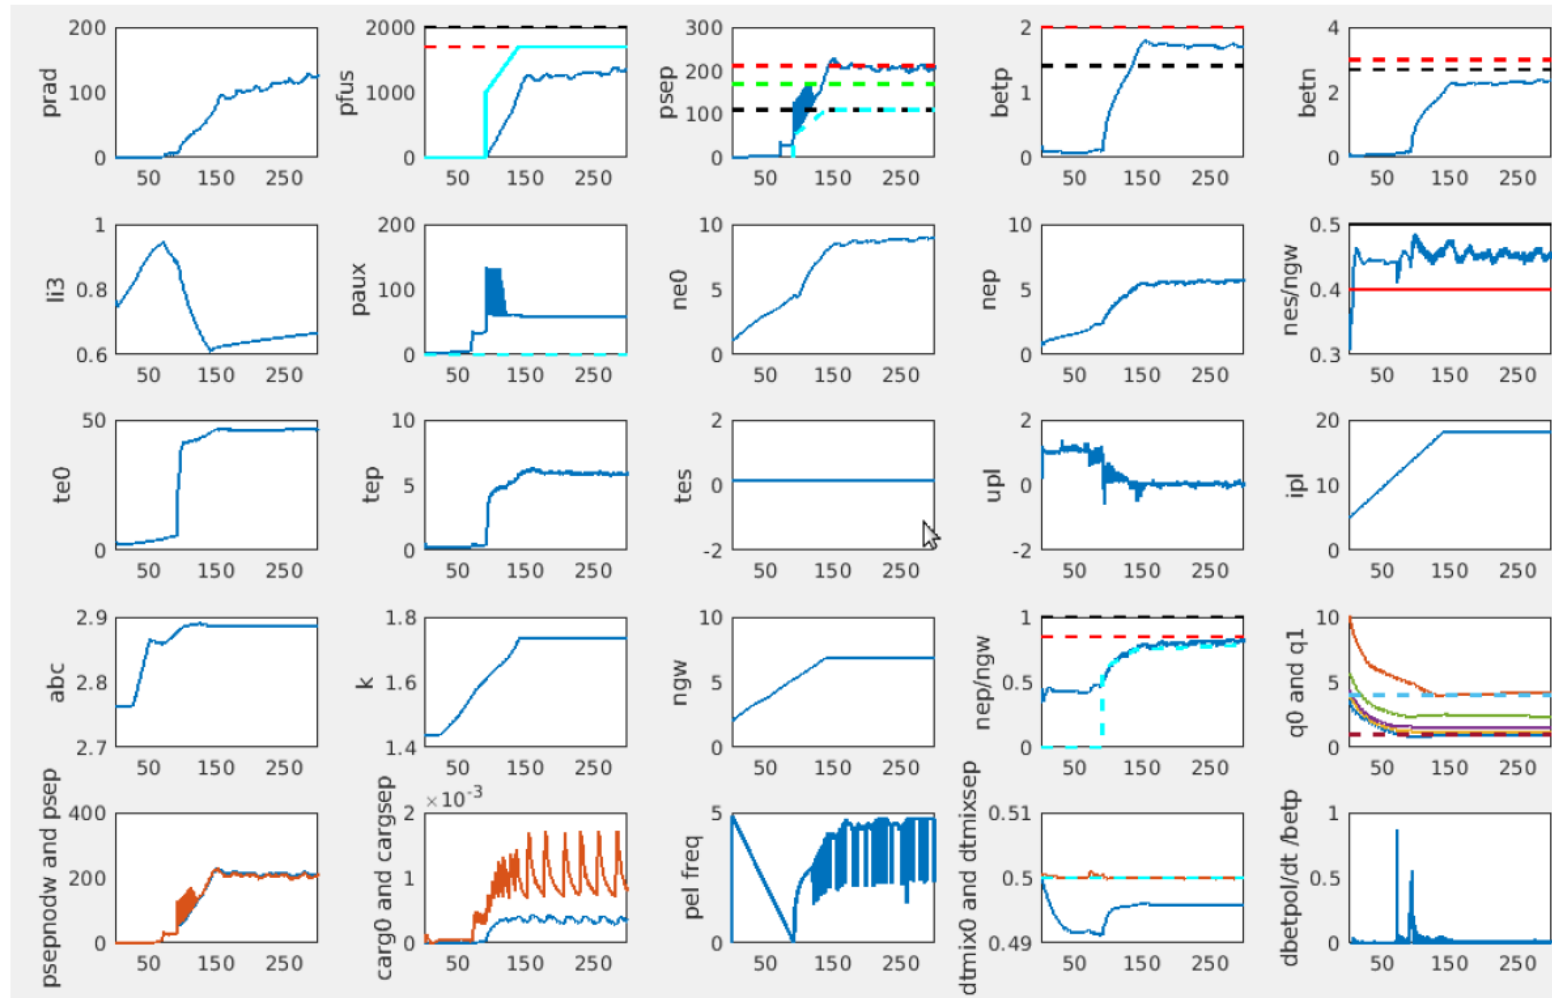 200
100
0
prad
50 150 250
2000
1000
0
pfus
50 150 250
300
200
100
0
psep
50 150 250
2
1
0
betp
50 150 250
4
2
0
betn
50 150 250
1
0.8
0.6
li3
50 150 250
200
100
0
paux
50 150 250
10
5
0
ne0
50 150 250
10
5
0
nep
50 150 250
0.5
0.4
0.3
nes/ngw
50 150 250
50
0
te0
50 150 250
10
5
0
tep
50 150 250
2
0
-2
tes
50 150 250
2
0
-2
upl
50 150 250
20
10
0
ipl
50 150 250
2.9
2.8
2.7
abc
50 150 250
1.8
1.6
1.4
k
50 150 250
10
5
0
ngw
50 150 250
1
0.5
0
nep/ngw
50 150 250
10
5
0
q0 and q1
50 150 250
400
200
0
psepnodw and psep
50 150 250
×10⁻³
2
1
0
carg0 and cargsep
50 150 250
5
0
pel freq
50 150 250
0.51
0.5
0.49
dtmix0 and dtmixsep
50 150 250
1
0.5
0
dbetpol/dt /betp
50 150 250